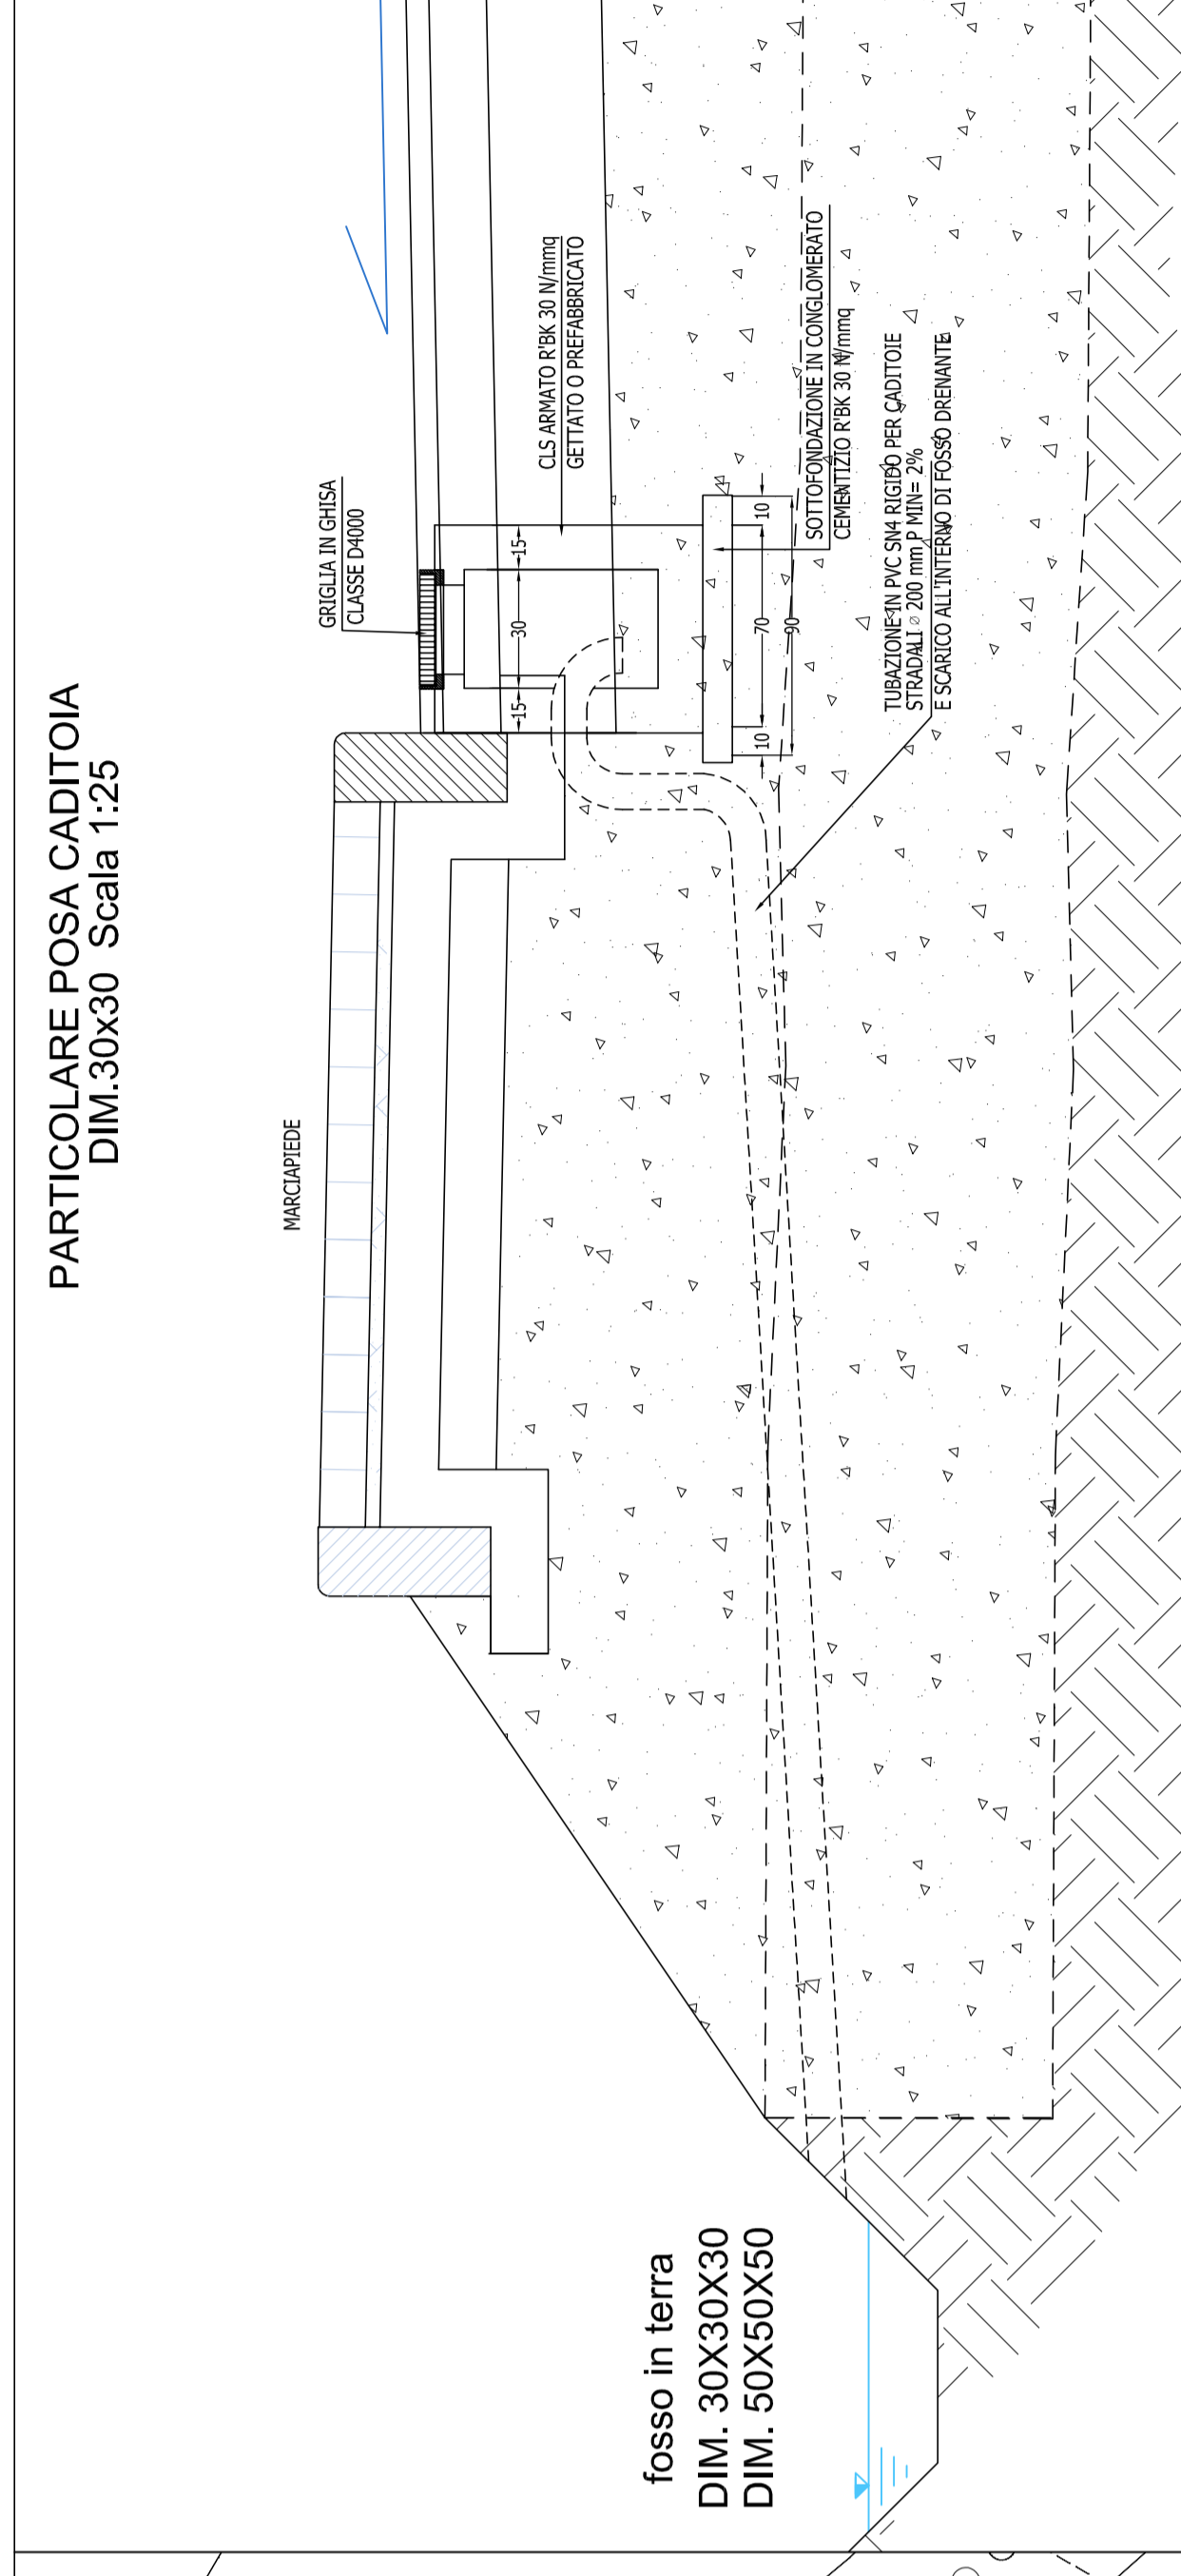 PARTICOLARE POSA CADITOIA
DIM.30x30 Scala 1:25
MARCIAPIEDE
GRIGLIA IN GHISA
CLASSE D4000
CLS ARMATO R'BK 30 N/mmq
GETTATO O PREFABBRICATO
15
30
15
10
70
10
90
SOTTOFONDAZIONE IN CONGLOMERATO
CEMENTIZIO R'BK 30 N/mmq
TUBAZIONE IN PVC SN4 RIGIDO PER CADITOIE
STRADALI ⌀ 200 mm P MIN= 2%
E SCARICO ALL'INTERNO DI FOSSO DRENANTE
fosso in terra
DIM. 30X30X30
DIM. 50X50X50